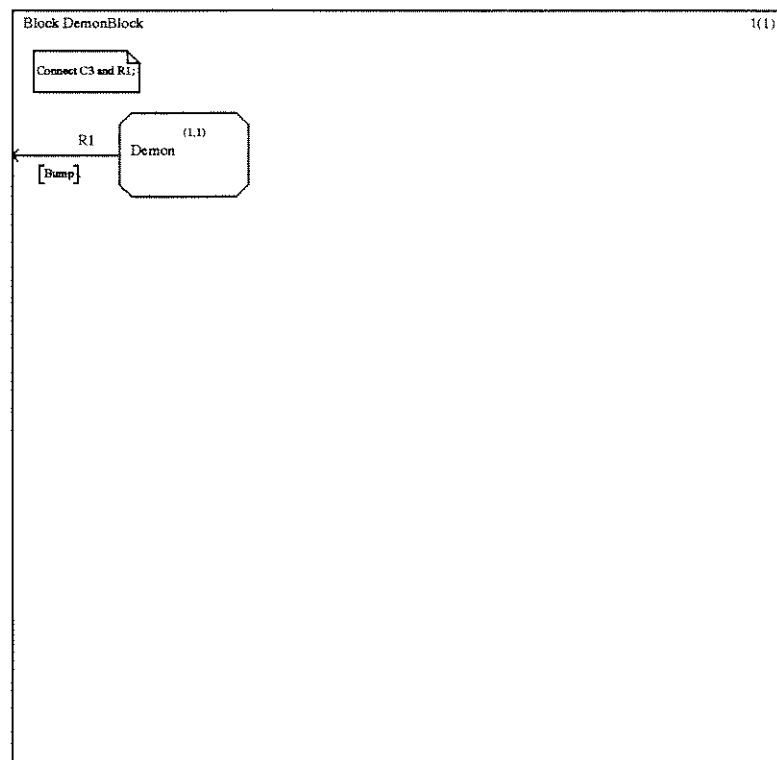 Block DemonBlock
1(1)
Connect C3 and R1;
R1
(1,1)
Demon
[Bump]